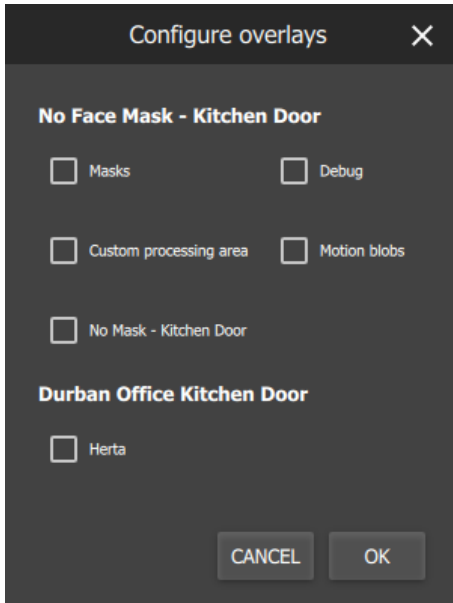 Configure overlays
No Face Mask - Kitchen Door
Masks
Debug
Custom processing area
Motion blobs
No Mask - Kitchen Door
Durban Office Kitchen Door
Herta
CANCEL
OK